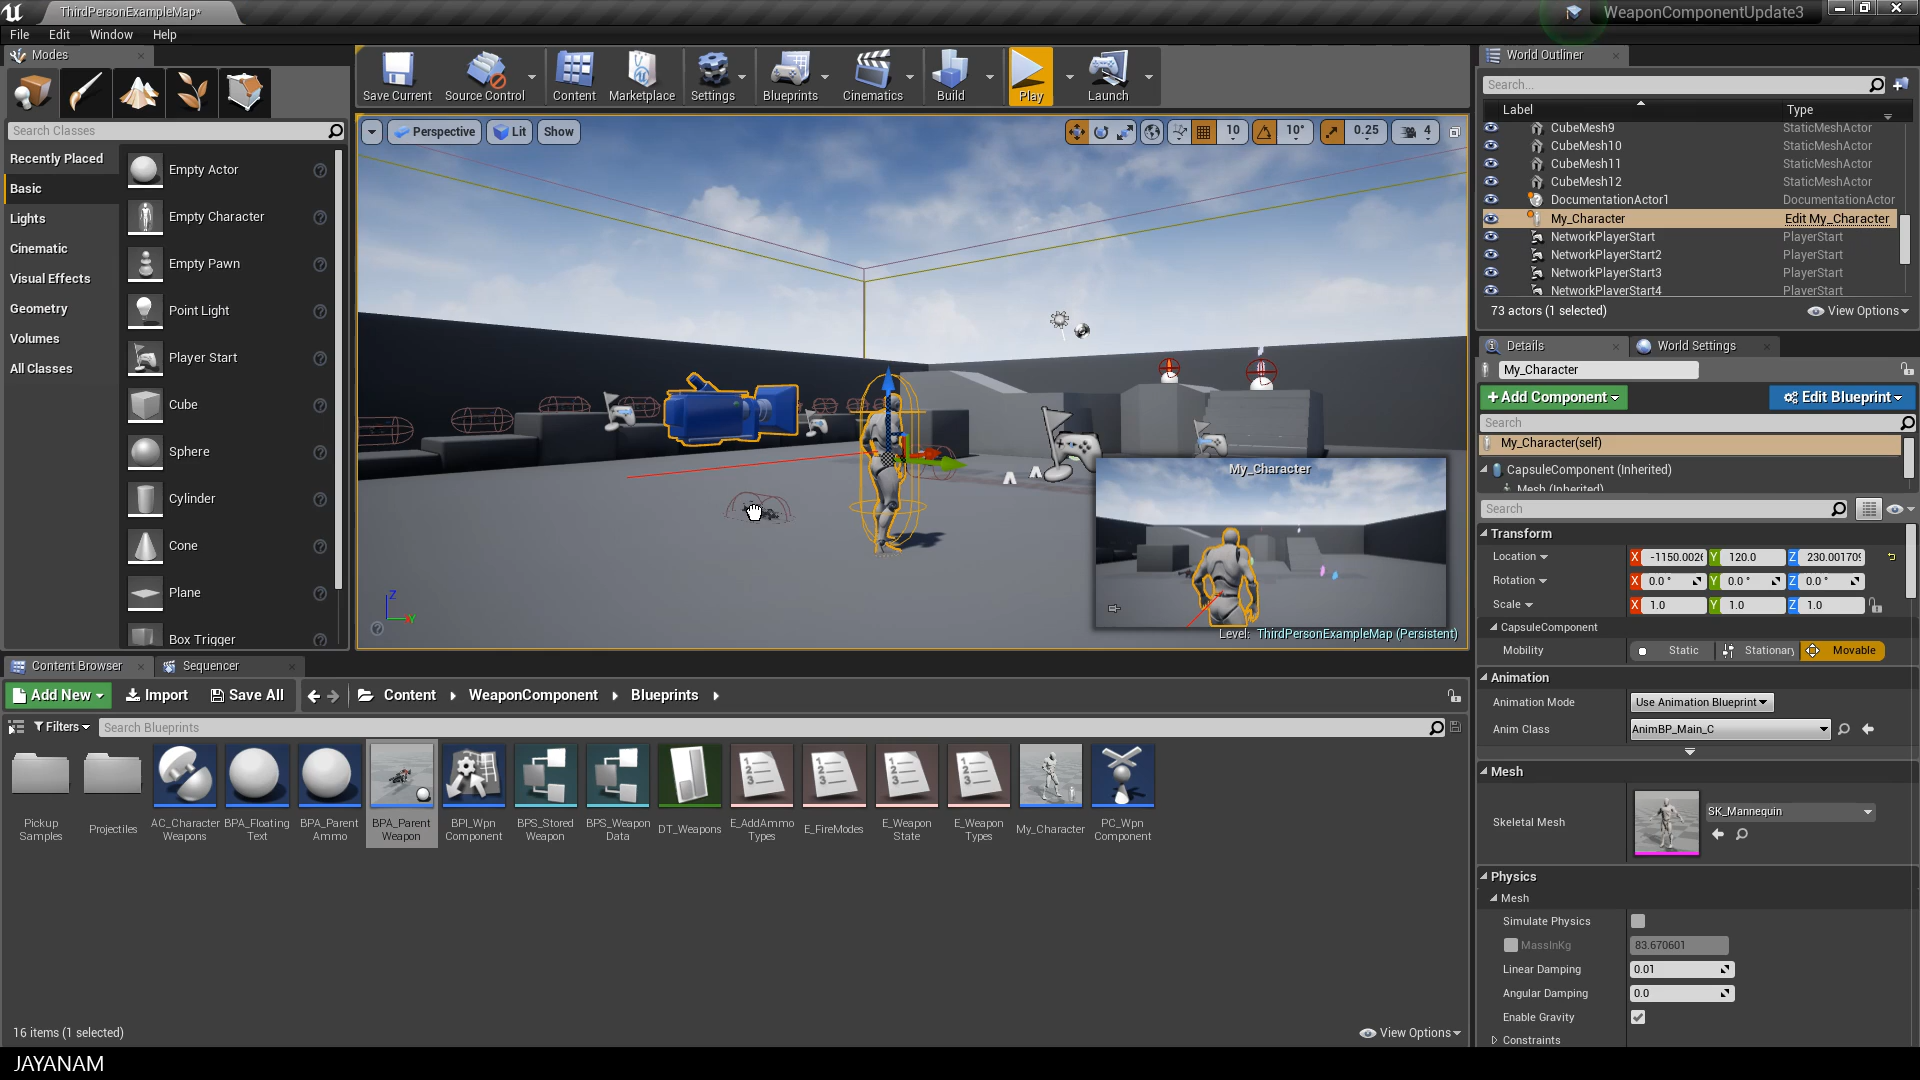 ThirdPersonExampleMap*
WeaponComponentUpdate3
File Edit Window Help
Modes
Search Classes
Recently Placed
Basic
Lights
Cinematic
Visual Effects
Geometry
Volumes
All Classes
Empty Actor
Empty Character
Empty Pawn
Point Light
Player Start
Cube
Sphere
Cylinder
Cone
Plane
Box Trigger
Save Current
Source Control
Content
Marketplace
Settings
Blueprints
Cinematics
Build
Play
Launch
Perspective Lit Show
10 10° 0.25 4
My_Character
Level: ThirdPersonExampleMap (Persistent)
World Outliner
Search...
Label Type
CubeMesh9 StaticMeshActor
CubeMesh10 StaticMeshActor
CubeMesh11 StaticMeshActor
CubeMesh12 StaticMeshActor
DocumentationActor1 DocumentationActor
My_Character Edit My_Character
NetworkPlayerStart PlayerStart
NetworkPlayerStart2 PlayerStart
NetworkPlayerStart3 PlayerStart
NetworkPlayerStart4 PlayerStart
73 actors (1 selected) View Options
Details World Settings
My_Character
+Add Component Edit Blueprint
Search
My_Character(self)
CapsuleComponent (Inherited)
Mesh (Inherited)
Search
Transform
Location X -1150.0026 Y 120.0 Z 230.001709
Rotation X 0.0 ° Y 0.0 ° Z 0.0 °
Scale X 1.0 Y 1.0 Z 1.0
CapsuleComponent
Mobility Static Stationary Movable
Animation
Animation Mode Use Animation Blueprint
Anim Class AnimBP_Main_C
Mesh
Skeletal Mesh SK_Mannequin
Physics
Mesh
Simulate Physics
MassInKg 83.670601
Linear Damping 0.01
Angular Damping 0.0
Enable Gravity
Constraints
Content Browser Sequencer
Add New Import Save All Content WeaponComponent Blueprints
Filters Search Blueprints
Pickup Samples
Projectiles
AC_Character Weapons
BPA_Floating Text
BPA_Parent Ammo
BPA_Parent Weapon
BPI_Wpn Component
BPS_Stored Weapon
BPS_Weapon Data
DT_Weapons
E_AddAmmo Types
E_FireModes
E_Weapon State
E_Weapon Types
My_Character
PC_Wpn Component
16 items (1 selected) View Options
JAYANAM